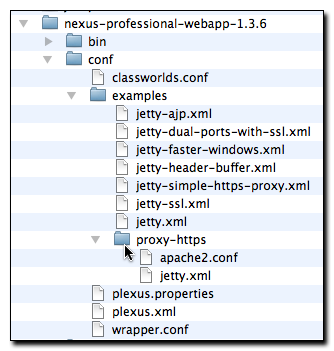 nexus-professional-webapp-1.3.6
bin
conf
classworlds.conf
examples
jetty-ajp.xml
jetty-dual-ports-with-ssl.xml
jetty-faster-windows.xml
jetty-header-buffer.xml
jetty-simple-https-proxy.xml
jetty-ssl.xml
jetty.xml
proxy-https
apache2.conf
jetty.xml
plexus.properties
plexus.xml
wrapper.conf